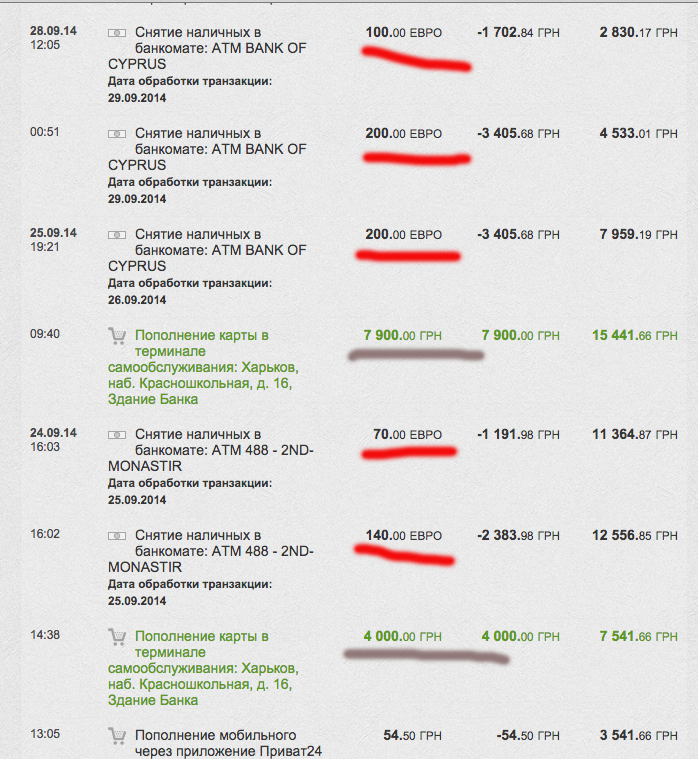 28.09.14 Снятие наличных в 100.00 ЕВРО -1 702.84 ГРН 2 830.17 ГРН
12:05 банкомате: ATM BANK OF
CYPRUS
Дата обработки транзакции:
29.09.2014
00:51 Снятие наличных в 200.00 ЕВРО -3 405.68 ГРН 4 533.01 ГРН
банкомате: ATM BANK OF
CYPRUS
Дата обработки транзакции:
29.09.2014
25.09.14 Снятие наличных в 200.00 ЕВРО -3 405.68 ГРН 7 959.19 ГРН
19:21 банкомате: ATM BANK OF
CYPRUS
Дата обработки транзакции:
26.09.2014
09:40 Пополнение карты в 7 900.00 ГРН 7 900.00 ГРН 15 441.66 ГРН
терминале
самообслуживания: Харьков,
наб. Красношкольная, д. 16,
Здание Банка
24.09.14 Снятие наличных в 70.00 ЕВРО -1 191.98 ГРН 11 364.87 ГРН
16:03 банкомате: ATM 488 - 2ND-
MONASTIR
Дата обработки транзакции:
25.09.2014
16:02 Снятие наличных в 140.00 ЕВРО -2 383.98 ГРН 12 556.85 ГРН
банкомате: ATM 488 - 2ND-
MONASTIR
Дата обработки транзакции:
25.09.2014
14:38 Пополнение карты в 4 000.00 ГРН 4 000.00 ГРН 7 541.66 ГРН
терминале
самообслуживания: Харьков,
наб. Красношкольная, д. 16,
Здание Банка
13:05 Пополнение мобильного 54.50 ГРН -54.50 ГРН 3 541.66 ГРН
через приложение Приват24